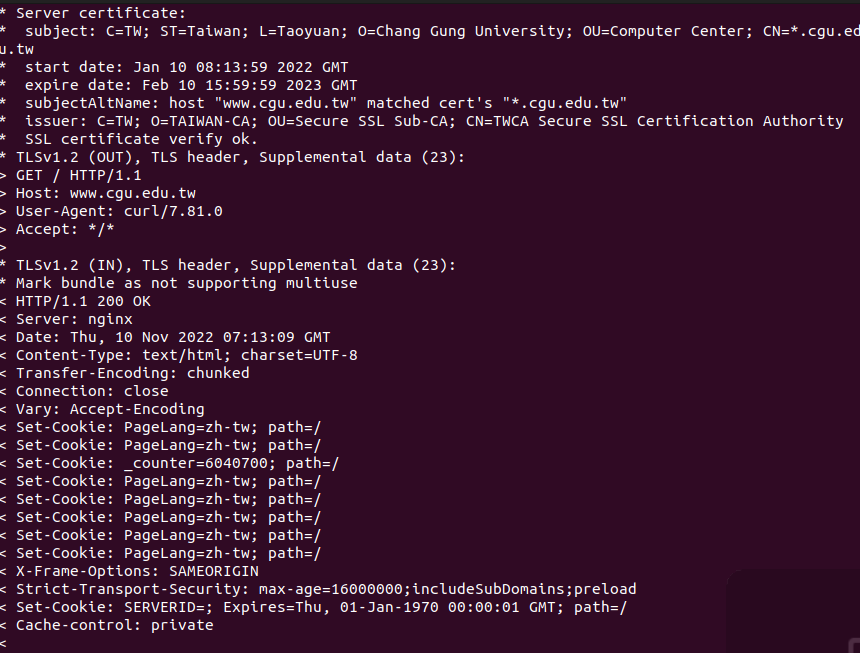 * Server certificate:
*  subject: C=TW; ST=Taiwan; L=Taoyuan; O=Chang Gung University; OU=Computer Center; CN=*.cgu.ed
u.tw
*  start date: Jan 10 08:13:59 2022 GMT
*  expire date: Feb 10 15:59:59 2023 GMT
*  subjectAltName: host "www.cgu.edu.tw" matched cert's "*.cgu.edu.tw"
*  issuer: C=TW; O=TAIWAN-CA; OU=Secure SSL Sub-CA; CN=TWCA Secure SSL Certification Authority
*  SSL certificate verify ok.
* TLSv1.2 (OUT), TLS header, Supplemental data (23):
> GET / HTTP/1.1
> Host: www.cgu.edu.tw
> User-Agent: curl/7.81.0
> Accept: */*
>
* TLSv1.2 (IN), TLS header, Supplemental data (23):
* Mark bundle as not supporting multiuse
< HTTP/1.1 200 OK
< Server: nginx
< Date: Thu, 10 Nov 2022 07:13:09 GMT
< Content-Type: text/html; charset=UTF-8
< Transfer-Encoding: chunked
< Connection: close
< Vary: Accept-Encoding
< Set-Cookie: PageLang=zh-tw; path=/
< Set-Cookie: PageLang=zh-tw; path=/
< Set-Cookie: _counter=6040700; path=/
< Set-Cookie: PageLang=zh-tw; path=/
< Set-Cookie: PageLang=zh-tw; path=/
< Set-Cookie: PageLang=zh-tw; path=/
< Set-Cookie: PageLang=zh-tw; path=/
< Set-Cookie: PageLang=zh-tw; path=/
< X-Frame-Options: SAMEORIGIN
< Strict-Transport-Security: max-age=16000000;includeSubDomains;preload
< Set-Cookie: SERVERID=; Expires=Thu, 01-Jan-1970 00:00:01 GMT; path=/
< Cache-control: private
<